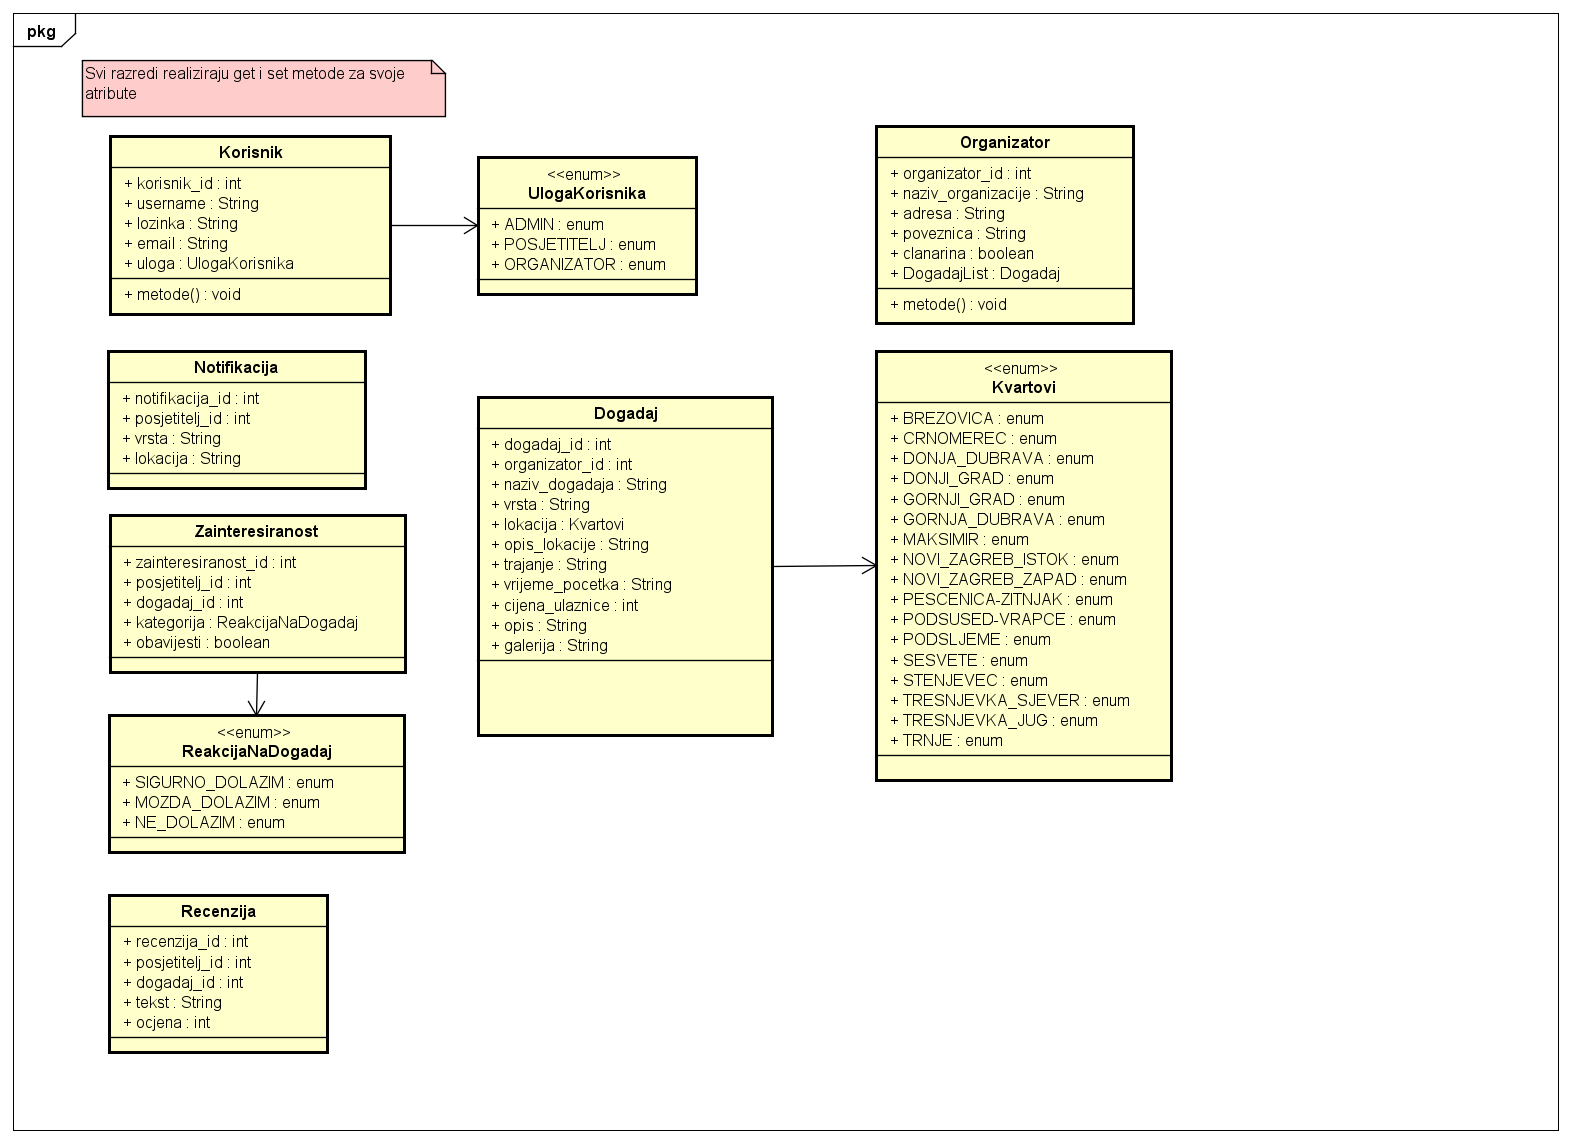 pkg
Svi razredi realiziraju get i set metode za svoje
atribute
Korisnik
+ korisnik_id : int
+ username : String
+ lozinka : String
+ email : String
+ uloga : UlogaKorisnika
+ metode() : void
<<enum>>
UlogaKorisnika
+ ADMIN : enum
+ POSJETITELJ : enum
+ ORGANIZATOR : enum
Organizator
+ organizator_id : int
+ naziv_organizacije : String
+ adresa : String
+ poveznica : String
+ clanarina : boolean
+ DogadajList : Dogadaj
+ metode() : void
Notifikacija
+ notifikacija_id : int
+ posjetitelj_id : int
+ vrsta : String
+ lokacija : String
Dogadaj
+ dogadaj_id : int
+ organizator_id : int
+ naziv_dogadaja : String
+ vrsta : String
+ lokacija : Kvartovi
+ opis_lokacije : String
+ trajanje : String
+ vrijeme_pocetka : String
+ cijena_ulaznice : int
+ opis : String
+ galerija : String
<<enum>>
Kvartovi
+ BREZOVICA : enum
+ CRNOMEREC : enum
+ DONJA_DUBRAVA : enum
+ DONJI_GRAD : enum
+ GORNJI_GRAD : enum
+ GORNJA_DUBRAVA : enum
+ MAKSIMIR : enum
+ NOVI_ZAGREB_ISTOK : enum
+ NOVI_ZAGREB_ZAPAD : enum
+ PESCENICA-ZITNJAK : enum
+ PODSUSED-VRAPCE : enum
+ PODSLJEME : enum
+ SESVETE : enum
+ STENJEVEC : enum
+ TRESNJEVKA_SJEVER : enum
+ TRESNJEVKA_JUG : enum
+ TRNJE : enum
Zainteresiranost
+ zainteresiranost_id : int
+ posjetitelj_id : int
+ dogadaj_id : int
+ kategorija : ReakcijaNaDogadaj
+ obavijesti : boolean
<<enum>>
ReakcijaNaDogadaj
+ SIGURNO_DOLAZIM : enum
+ MOZDA_DOLAZIM : enum
+ NE_DOLAZIM : enum
Recenzija
+ recenzija_id : int
+ posjetitelj_id : int
+ dogadaj_id : int
+ tekst : String
+ ocjena : int